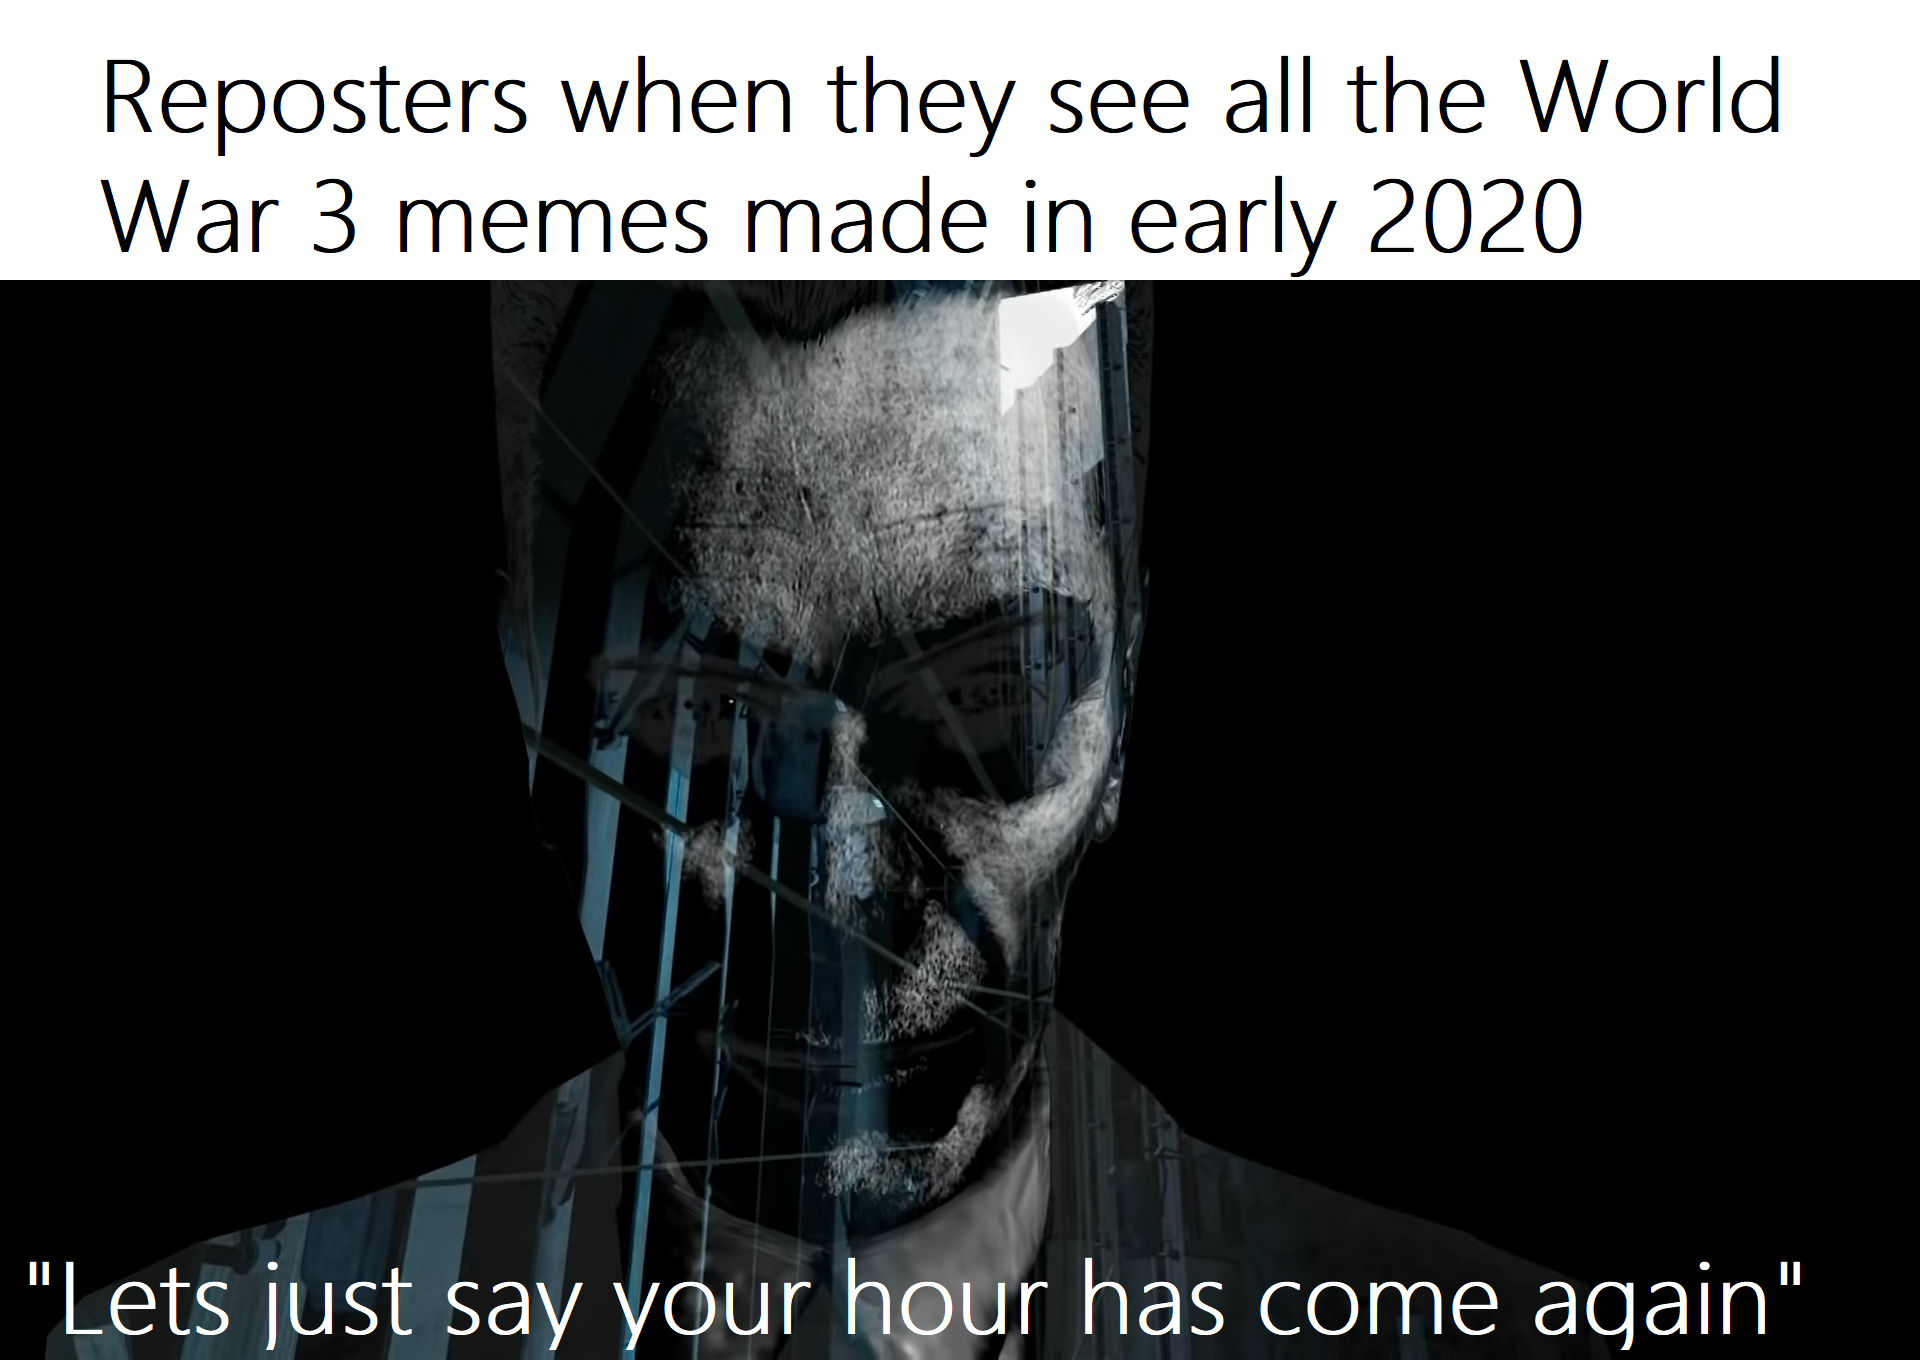 Reposters when they see all the World
War 3 memes made in early 2020
"Lets just say your hour has come again"